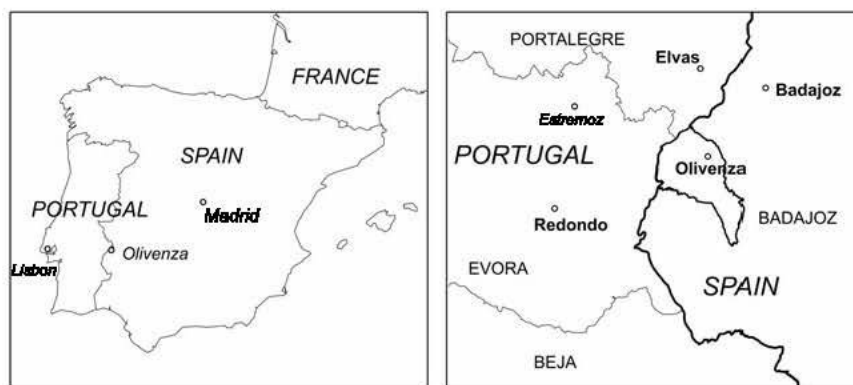 FRANCE
SPAIN
PORTUGAL
Madrid
Lisbon
Olivenza
PORTALEGRE
Elvas
Badajoz
Estremoz
PORTUGAL
Olivenza
Redondo
BADAJOZ
EVORA
SPAIN
BEJA